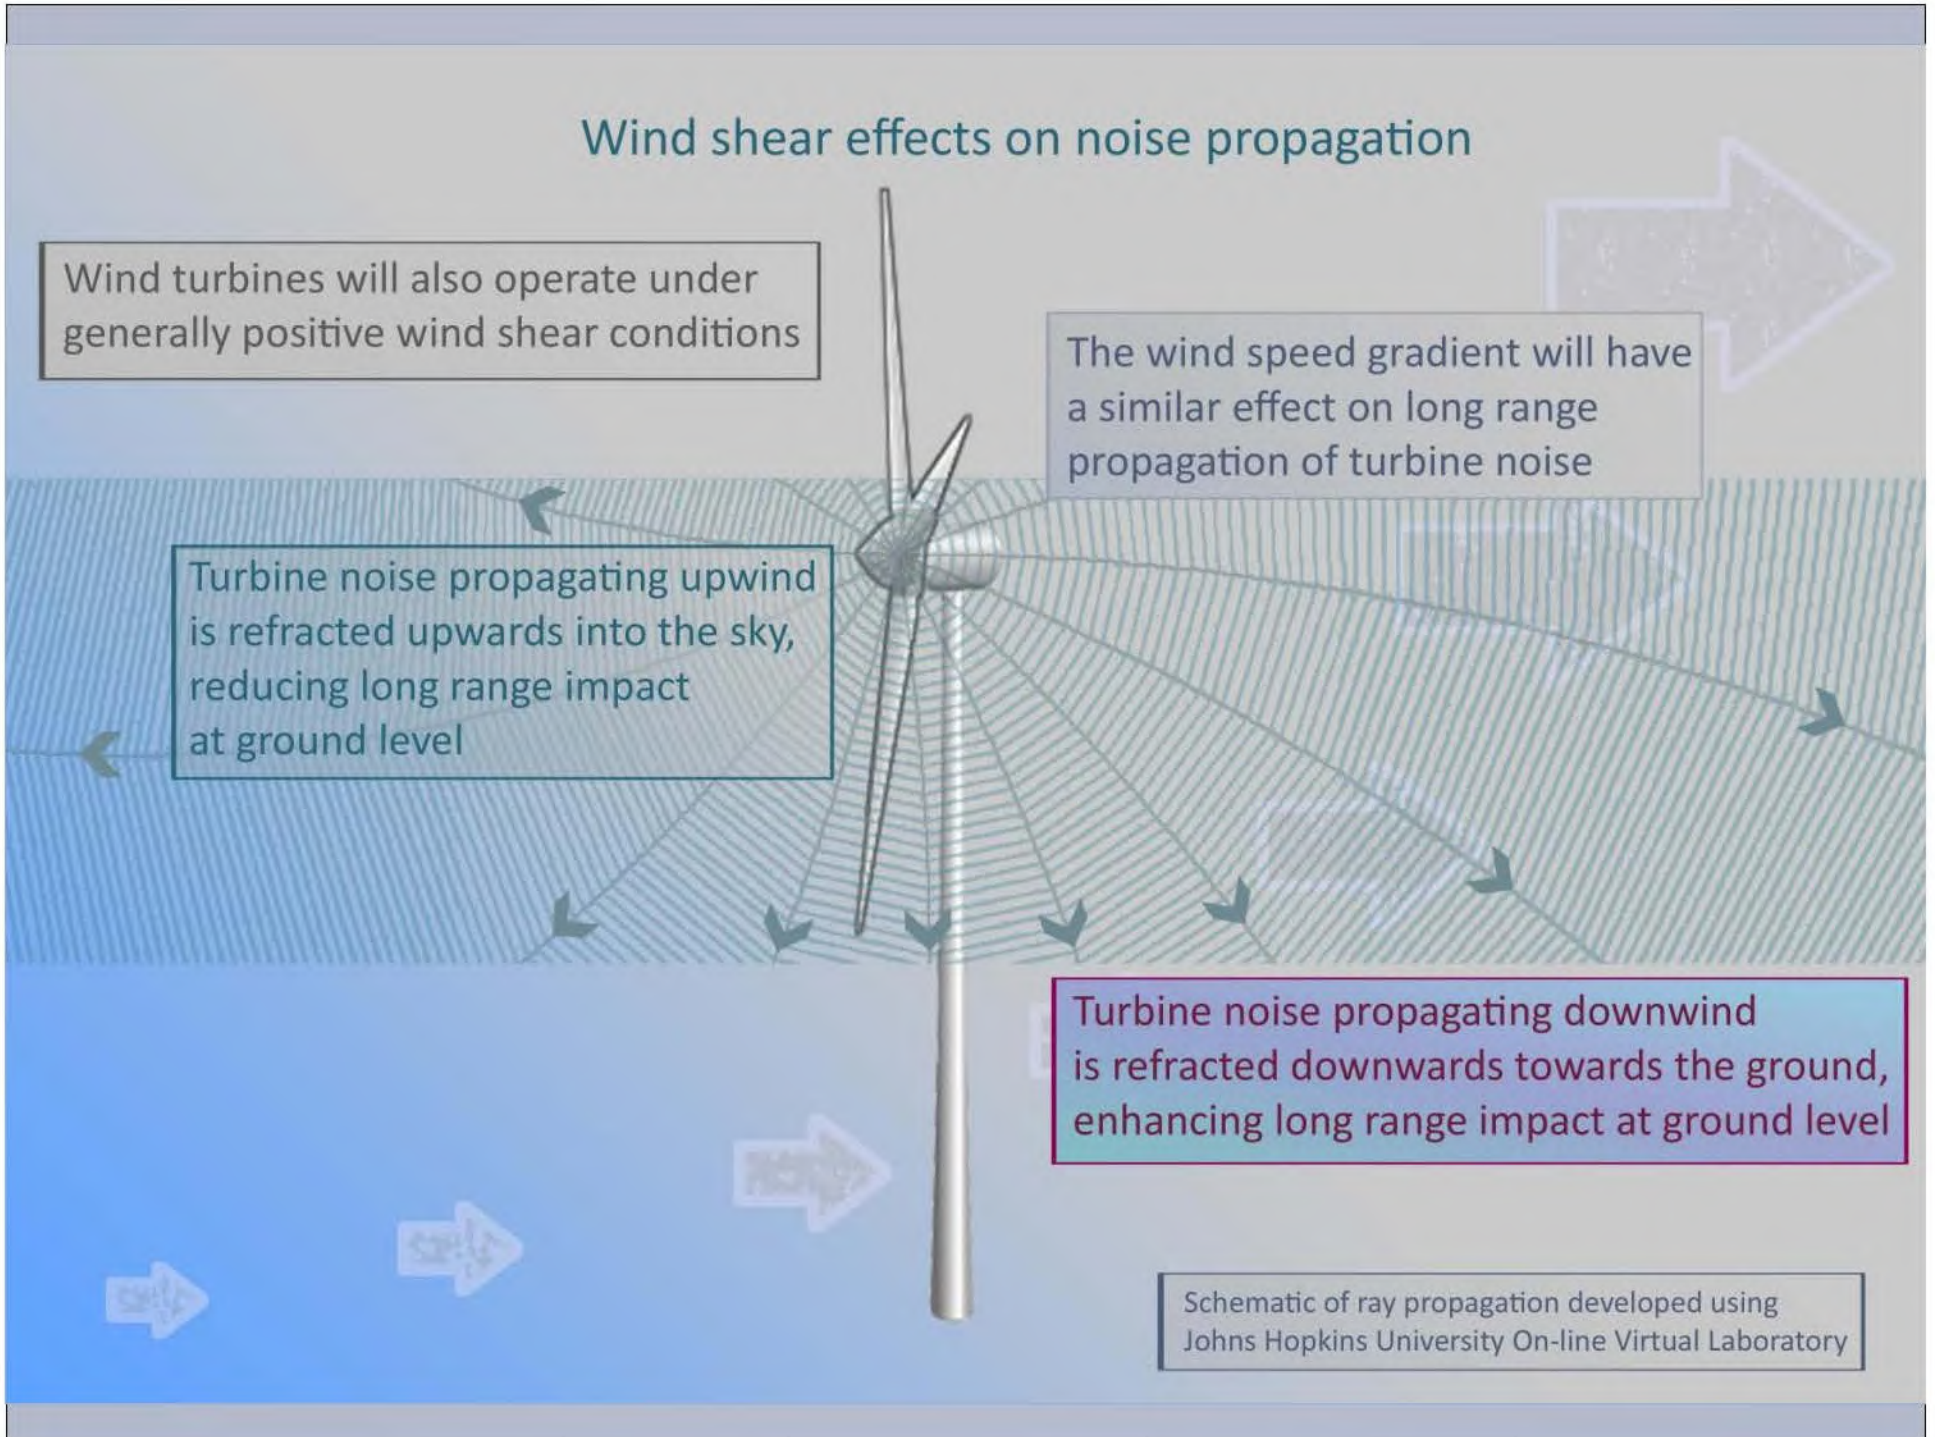 Wind shear effects on noise propagation
Wind turbines will also operate under
generally positive wind shear conditions
The wind speed gradient will have
a similar effect on long range
propagation of turbine noise
Turbine noise propagating upwind
is refracted upwards into the sky,
reducing long range impact
at ground level
Turbine noise propagating downwind
is refracted downwards towards the ground,
enhancing long range impact at ground level
Schematic of ray propagation developed using
Johns Hopkins University On-line Virtual Laboratory